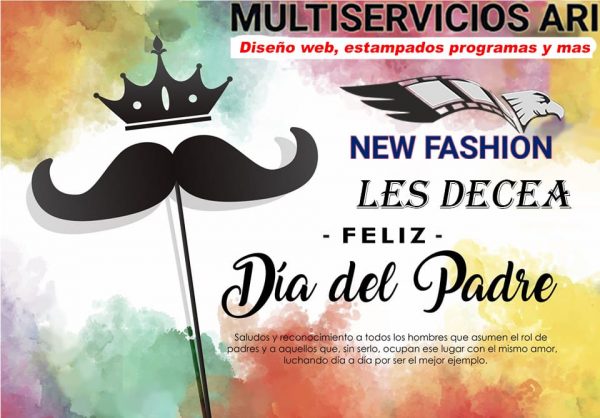 MULTISERVICIOS ARI
Diseño web, estampados programas y mas
NEW FASHION
LES DECEA
- FELIZ -
Día del Padre
Saludos y reconocimiento a todos los hombres que asumen el rol de
padres y a aquellos que, sin serlo, ocupan ese lugar con el mismo amor,
luchando día a día por ser el mejor ejemplo.